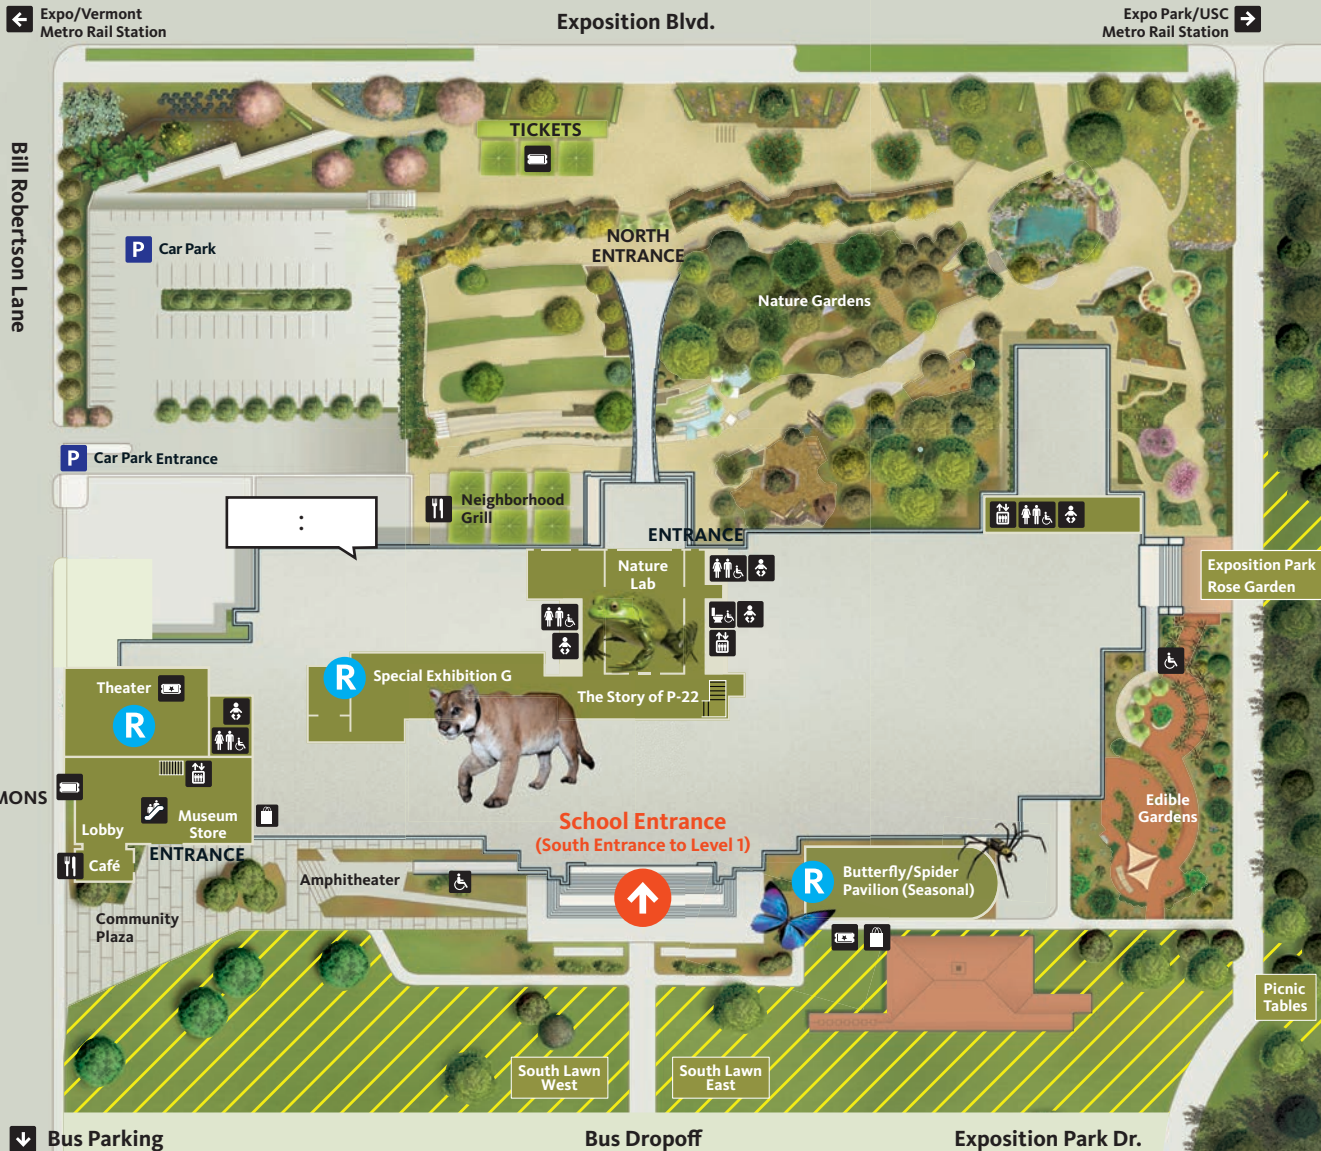 Expo/Vermont
Metro Rail Station
Exposition Blvd.
Expo Park/USC
Metro Rail Station
Bill Robertson Lane
TICKETS
P Car Park
NORTH
ENTRANCE
Nature Gardens
P Car Park Entrance
Neighborhood
Grill
:
ENTRANCE
Nature
Lab
Exposition Park
Rose Garden
R Special Exhibition G
The Story of P-22
Theater
R
MONS
Museum
Store
Lobby
ENTRANCE
Café
School Entrance
(South Entrance to Level 1)
Edible
Gardens
Amphitheater
R Butterfly/Spider
Pavilion (Seasonal)
Community
Plaza
Picnic
Tables
South Lawn
West
South Lawn
East
Bus Parking
Bus Dropoff
Exposition Park Dr.